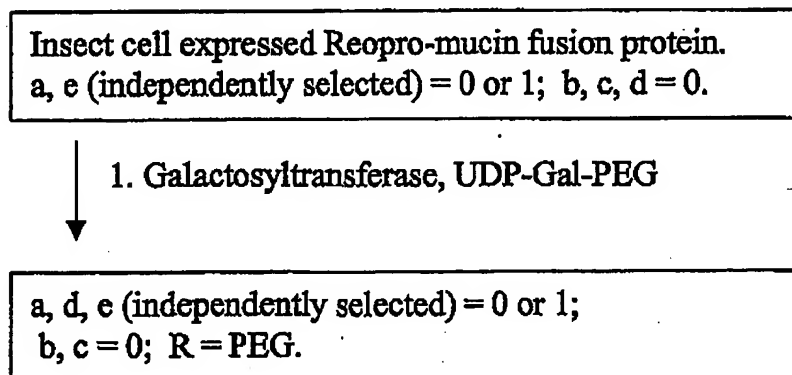 Insect cell expressed Reopro-mucin fusion protein.
a, e (independently selected) = 0 or 1; b, c, d = 0.
1. Galactosyltransferase, UDP-Gal-PEG
a, d, e (independently selected) = 0 or 1;
b, c = 0; R = PEG.